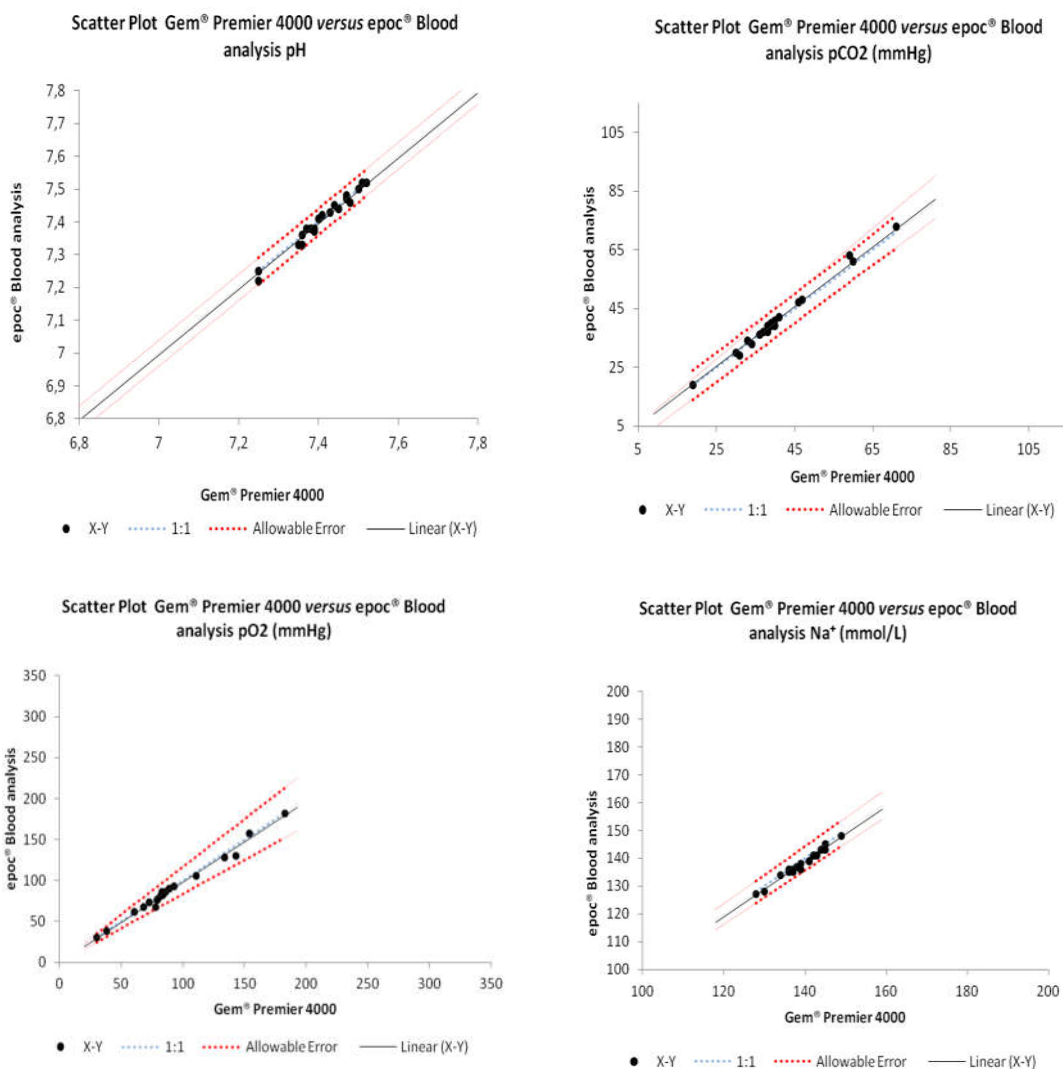 Scatter Plot Gem® Premier 4000 versus epoc® Blood
analysis pH
epoc® Blood analysis
7,8
7,7
7,6
7,5
7,4
7,3
7,2
7,1
7
6,9
6,8
6,8 7 7,2 7,4 7,6 7,8
Gem® Premier 4000
X-Y 1:1 Allowable Error Linear (X-Y)
Scatter Plot Gem® Premier 4000 versus epoc® Blood
analysis pCO2 (mmHg)
epoc® Blood analysis
105
85
65
45
25
5
5 25 45 65 85 105
Gem® Premier 4000
X-Y 1:1 Allowable Error Linear (X-Y)
Scatter Plot Gem® Premier 4000 versus epoc® Blood
analysis pO2 (mmHg)
epoc® Blood analysis
350
300
250
200
150
100
50
0
0 50 100 150 200 250 300 350
Gem® Premier 4000
X-Y 1:1 Allowable Error Linear (X-Y)
Scatter Plot Gem® Premier 4000 versus epoc® Blood
analysis Na⁺ (mmol/L)
epoc® Blood analysis
200
190
180
170
160
150
140
130
120
110
100
100 120 140 160 180 200
Gem® Premier 4000
X-Y 1:1 Allowable Error Linear (X-Y)